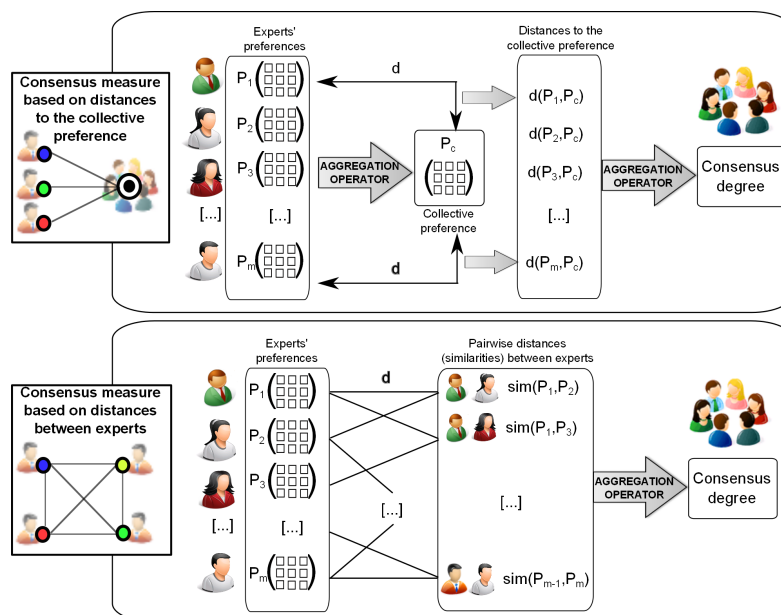 Consensus measure
based on distances
to the collective
preference
Experts'
preferences
P1
P2
P3
[...]
[...]
Pm
d
d
AGGREGATION
OPERATOR
Pc
Collective
preference
Distances to the
collective preference
d(P1,Pc)
d(P2,Pc)
d(P3,Pc)
[...]
d(Pm,Pc)
AGGREGATION
OPERATOR
Consensus
degree
Consensus measure
based on distances
between experts
Experts'
preferences
P1
P2
P3
[...]
[...]
Pm
d
[...]
Pairwise distances
(similarities) between experts
sim(P1,P2)
sim(P1,P3)
[...]
sim(Pm-1,Pm)
AGGREGATION
OPERATOR
Consensus
degree